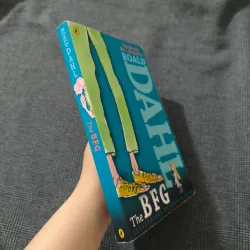 ROALD DAHL
The BFG
ROALD
DAHL
The BFG